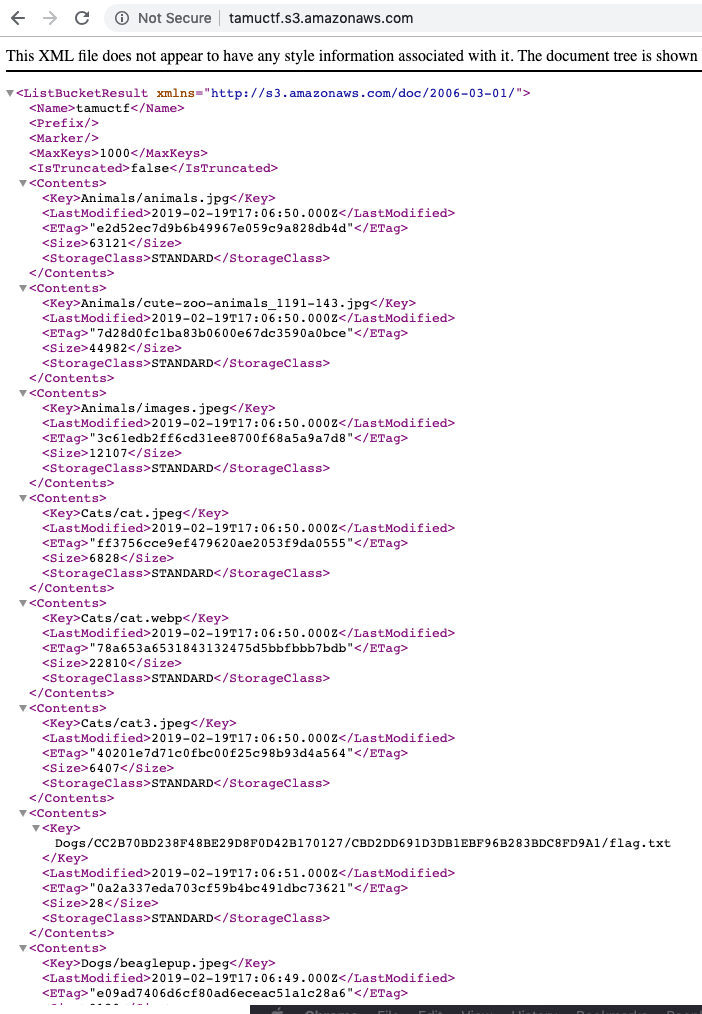 Not Secure | tamuctf.s3.amazonaws.com
This XML file does not appear to have any style information associated with it. The document tree is shown
<ListBucketResult xmlns="http://s3.amazonaws.com/doc/2006-03-01/">
<Name>tamuctf</Name>
<Prefix/>
<Marker/>
<MaxKeys>1000</MaxKeys>
<IsTruncated>false</IsTruncated>
<Contents>
<Key>Animals/animals.jpg</Key>
<LastModified>2019-02-19T17:06:50.000Z</LastModified>
<ETag>"e2d52ec7d9b6b49967e059c9a828db4d"</ETag>
<Size>63121</Size>
<StorageClass>STANDARD</StorageClass>
</Contents>
<Contents>
<Key>Animals/cute-zoo-animals_1191-143.jpg</Key>
<LastModified>2019-02-19T17:06:50.000Z</LastModified>
<ETag>"7d28d0fc1ba83b0600e67dc3590a0bce"</ETag>
<Size>44982</Size>
<StorageClass>STANDARD</StorageClass>
</Contents>
<Contents>
<Key>Animals/images.jpeg</Key>
<LastModified>2019-02-19T17:06:50.000Z</LastModified>
<ETag>"3c61edb2ff6cd31ee8700f68a5a9a7d8"</ETag>
<Size>12107</Size>
<StorageClass>STANDARD</StorageClass>
</Contents>
<Contents>
<Key>Cats/cat.jpeg</Key>
<LastModified>2019-02-19T17:06:50.000Z</LastModified>
<ETag>"ff3756cce9ef479620ae2053f9da0555"</ETag>
<Size>6828</Size>
<StorageClass>STANDARD</StorageClass>
</Contents>
<Contents>
<Key>Cats/cat.webp</Key>
<LastModified>2019-02-19T17:06:50.000Z</LastModified>
<ETag>"78a653a6531843132475d5bbfbbb7bdb"</ETag>
<Size>22810</Size>
<StorageClass>STANDARD</StorageClass>
</Contents>
<Contents>
<Key>Cats/cat3.jpeg</Key>
<LastModified>2019-02-19T17:06:50.000Z</LastModified>
<ETag>"40201e7d71c0fbc00f25c98b93d4a564"</ETag>
<Size>6407</Size>
<StorageClass>STANDARD</StorageClass>
</Contents>
<Contents>
<Key>
Dogs/CC2B70BD238F48BE29D8F0D42B170127/CBD2DD691D3DB1EBF96B283BDC8FD9A1/flag.txt
</Key>
<LastModified>2019-02-19T17:06:51.000Z</LastModified>
<ETag>"0a2a337eda703cf59b4bc491dbc73621"</ETag>
<Size>28</Size>
<StorageClass>STANDARD</StorageClass>
</Contents>
<Contents>
<Key>Dogs/beaglepup.jpeg</Key>
<LastModified>2019-02-19T17:06:49.000Z</LastModified>
<ETag>"e09ad7406d6cf80ad6eceac51a1c28a6"</ETag>